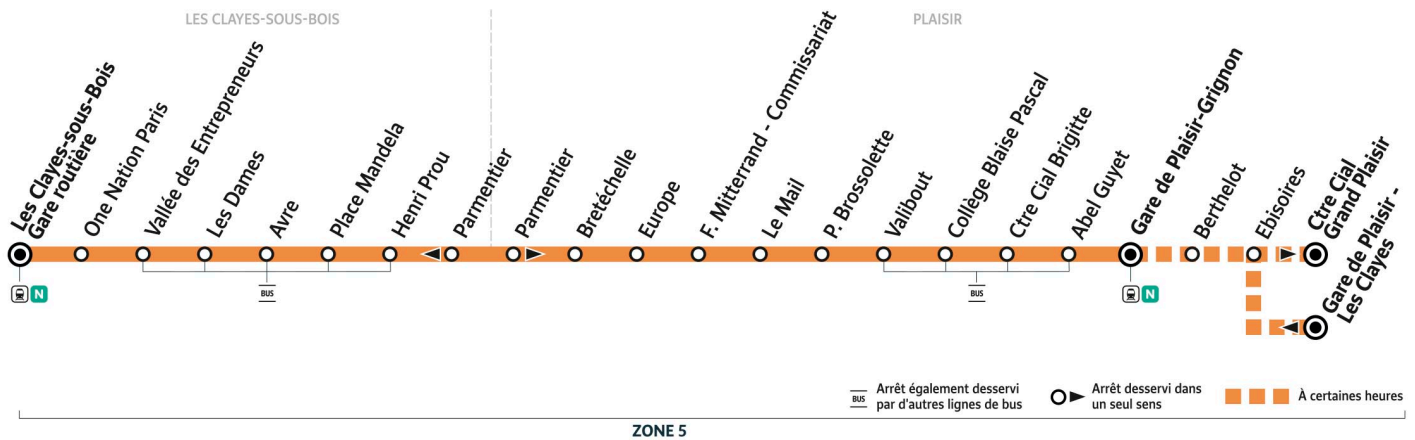 LES CLAYES-SOUS-BOIS
PLAISIR
Les Clayes-sous-Bois
Gare routière
One Nation Paris
Vallée des Entrepreneurs
Les Dames
Avre
Place Mandela
Henri Prou
Parmentier
Parmentier
Bretéchelle
Europe
F. Mitterrand - Commissariat
Le Mail
P. Brossolette
Valibout
Collège Blaise Pascal
Ctre Cial Brigitte
Abel Guyet
Gare de Plaisir-Grignon
Berthelot
Ebisoires
Ctre Cial
Grand Plaisir
Gare de Plaisir -
Les Clayes
N
BUS
BUS
N
BUS
Arrêt également desservi
par d'autres lignes de bus
Arrêt desservi dans
un seul sens
À certaines heures
ZONE 5